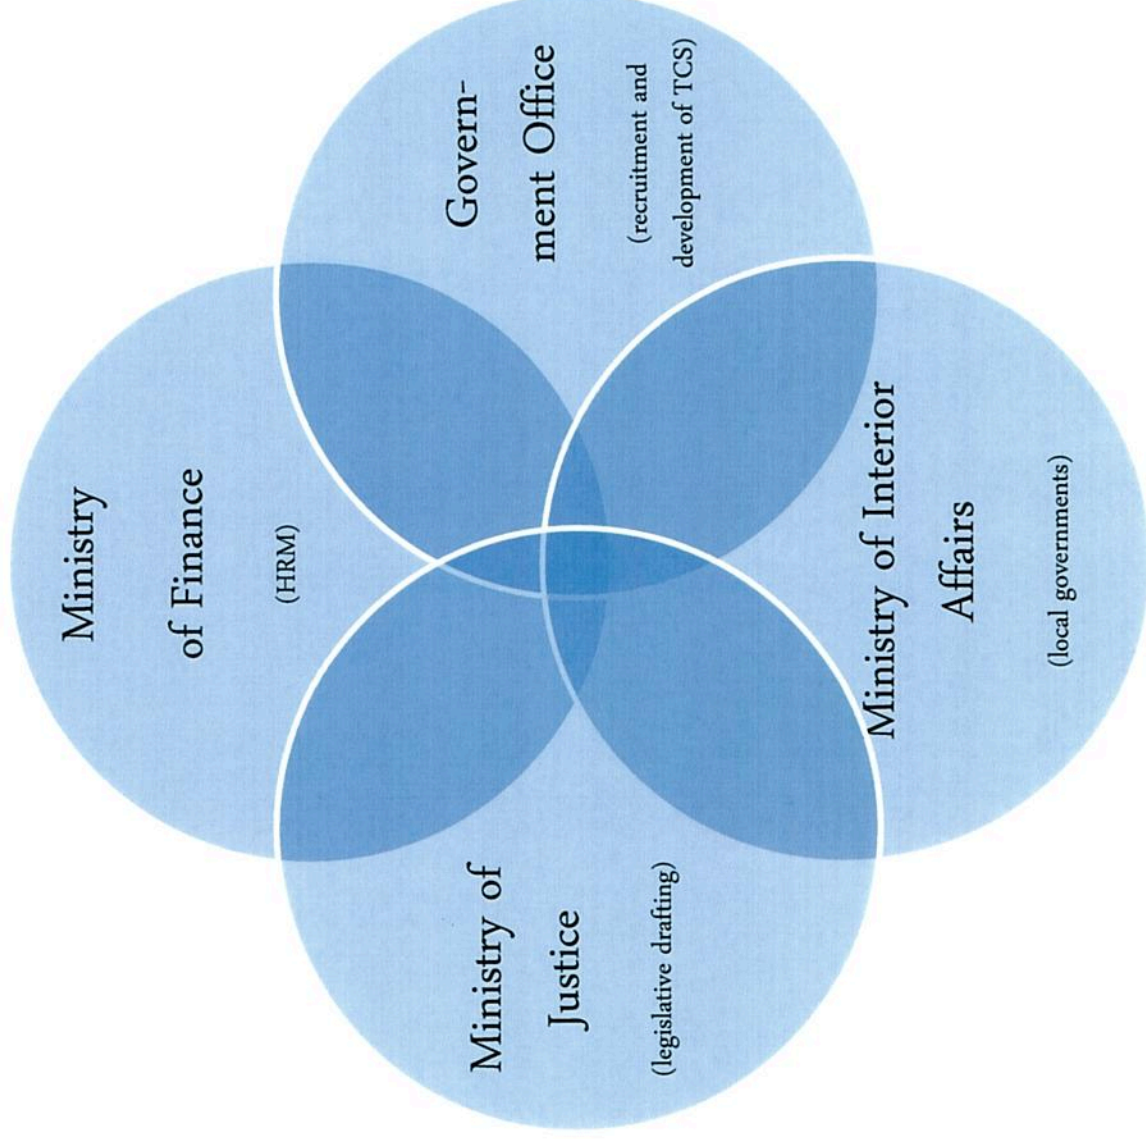 Ministry
of Finance
(HRM)
Ministry of
Justice
(legislative drafting)
Govern-
ment Office
(recruitment and
development of TCS)
Ministry of Interior
Affairs
(local governments)